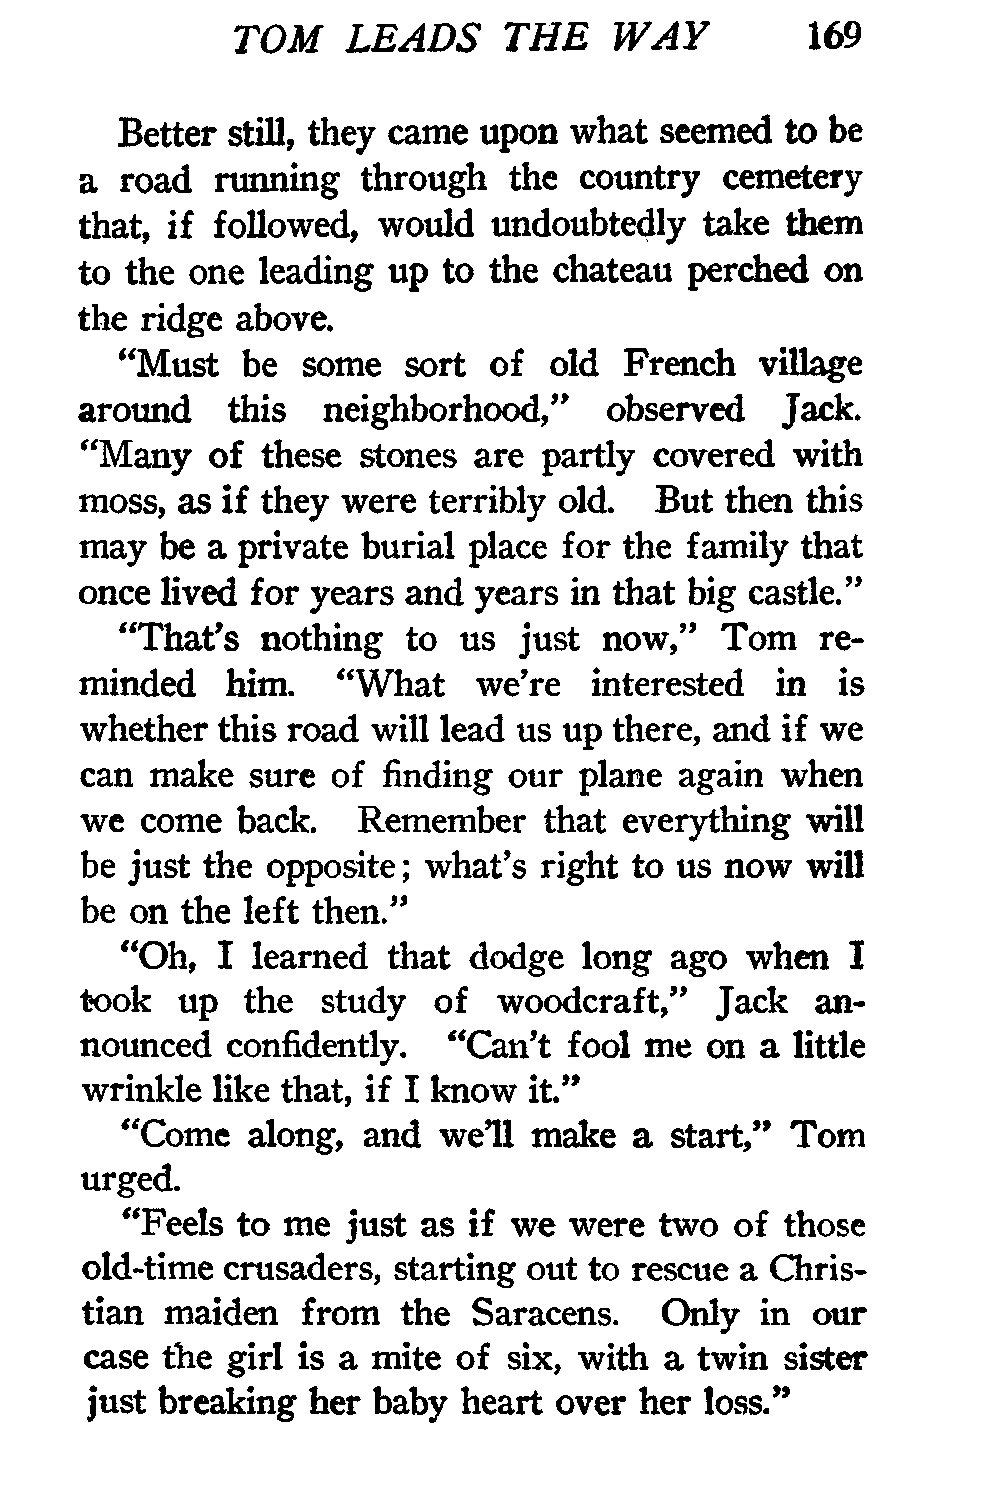 TOM LEADS THE WAY 169
Better still, they came upon what seemed to be
a road running through the country cemetery
that, if followed, would undoubtedly take them
to the one leading up to the chateau perched on
the ridge above.
“Must be some sort of old French village
around this neighborhood,” observed Jack.
“Many of these stones are partly covered with
moss, as if they were terribly old. But then this
may be a private burial place for the family that
once lived for years and years in that big castle.”
“That’s nothing to us just now,” Tom re-
minded him. “What we’re interested in is
whether this road will lead us up there, and if we
can make sure of finding our plane again when
we come back. Remember that everything will
be just the opposite; what’s right to us now will
be on the left then.”
“Oh, I learned that dodge long ago when I
took up the study of woodcraft,” Jack an-
nounced confidently. “Can’t fool me on a little
wrinkle like that, if I know it.”
“Come along, and we’ll make a start,” Tom
urged.
“Feels to me just as if we were two of those
old-time crusaders, starting out to rescue a Chris-
tian maiden from the Saracens. Only in our
case the girl is a mite of six, with a twin sister
just breaking her baby heart over her loss.”